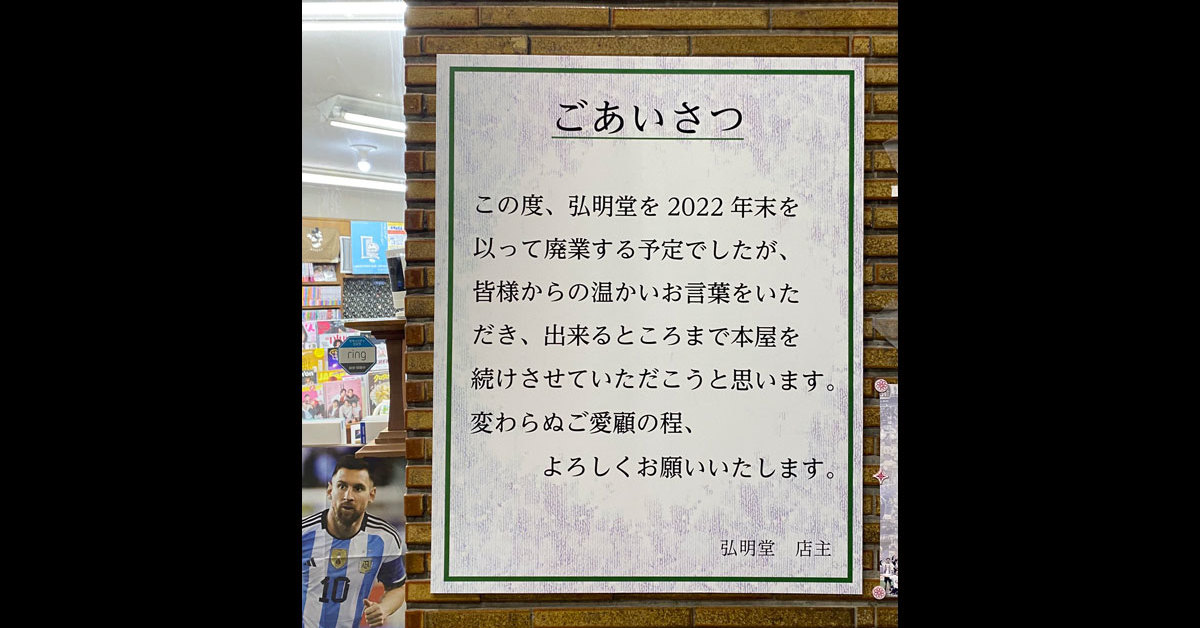 ごあいさつ
この度、弘明堂を 2022 年末を
以って廃業する予定でしたが、
皆様からの温かいお言葉をいた
だき、出来るところまで本屋を
続けさせていただこうと思います。
変わらぬご愛顧の程、
よろしくお願いいたします。
弘明堂　店主
ring
10